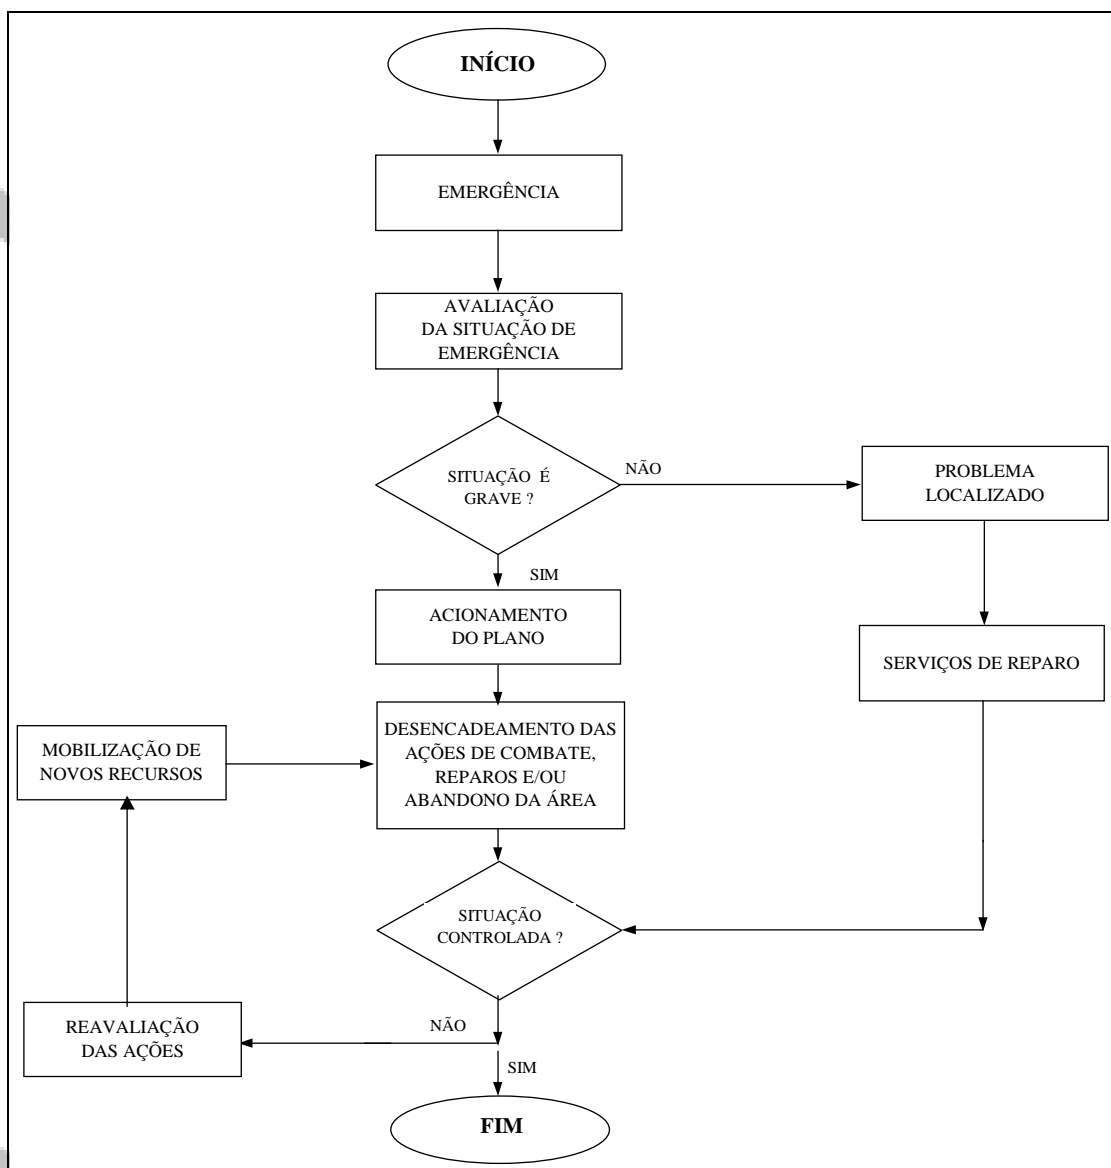 INÍCIO
EMERGÊNCIA
AVALIAÇÃO
DA SITUAÇÃO DE
EMERGÊNCIA
SITUAÇÃO É
GRAVE ?
NÃO
PROBLEMA
LOCALIZADO
SIM
ACIONAMENTO
DO PLANO
SERVIÇOS DE REPARO
DESENCADEAMENTO DAS
AÇÕES DE COMBATE,
REPAROS E/OU
ABANDONO DA ÁREA
MOBILIZAÇÃO DE
NOVOS RECURSOS
SITUAÇÃO
CONTROLADA ?
NÃO
REAVALIAÇÃO
DAS AÇÕES
SIM
FIM